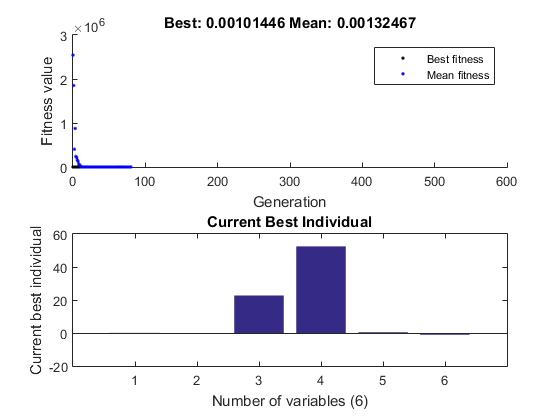 Best: 0.00101446 Mean: 0.00132467
×10^6
3
2
1
0
Fitness value
Best fitness
Mean fitness
0 100 200 300 400 500 600
Generation
Current Best Individual
60
40
20
0
-20
Current best individual
1 2 3 4 5 6
Number of variables (6)